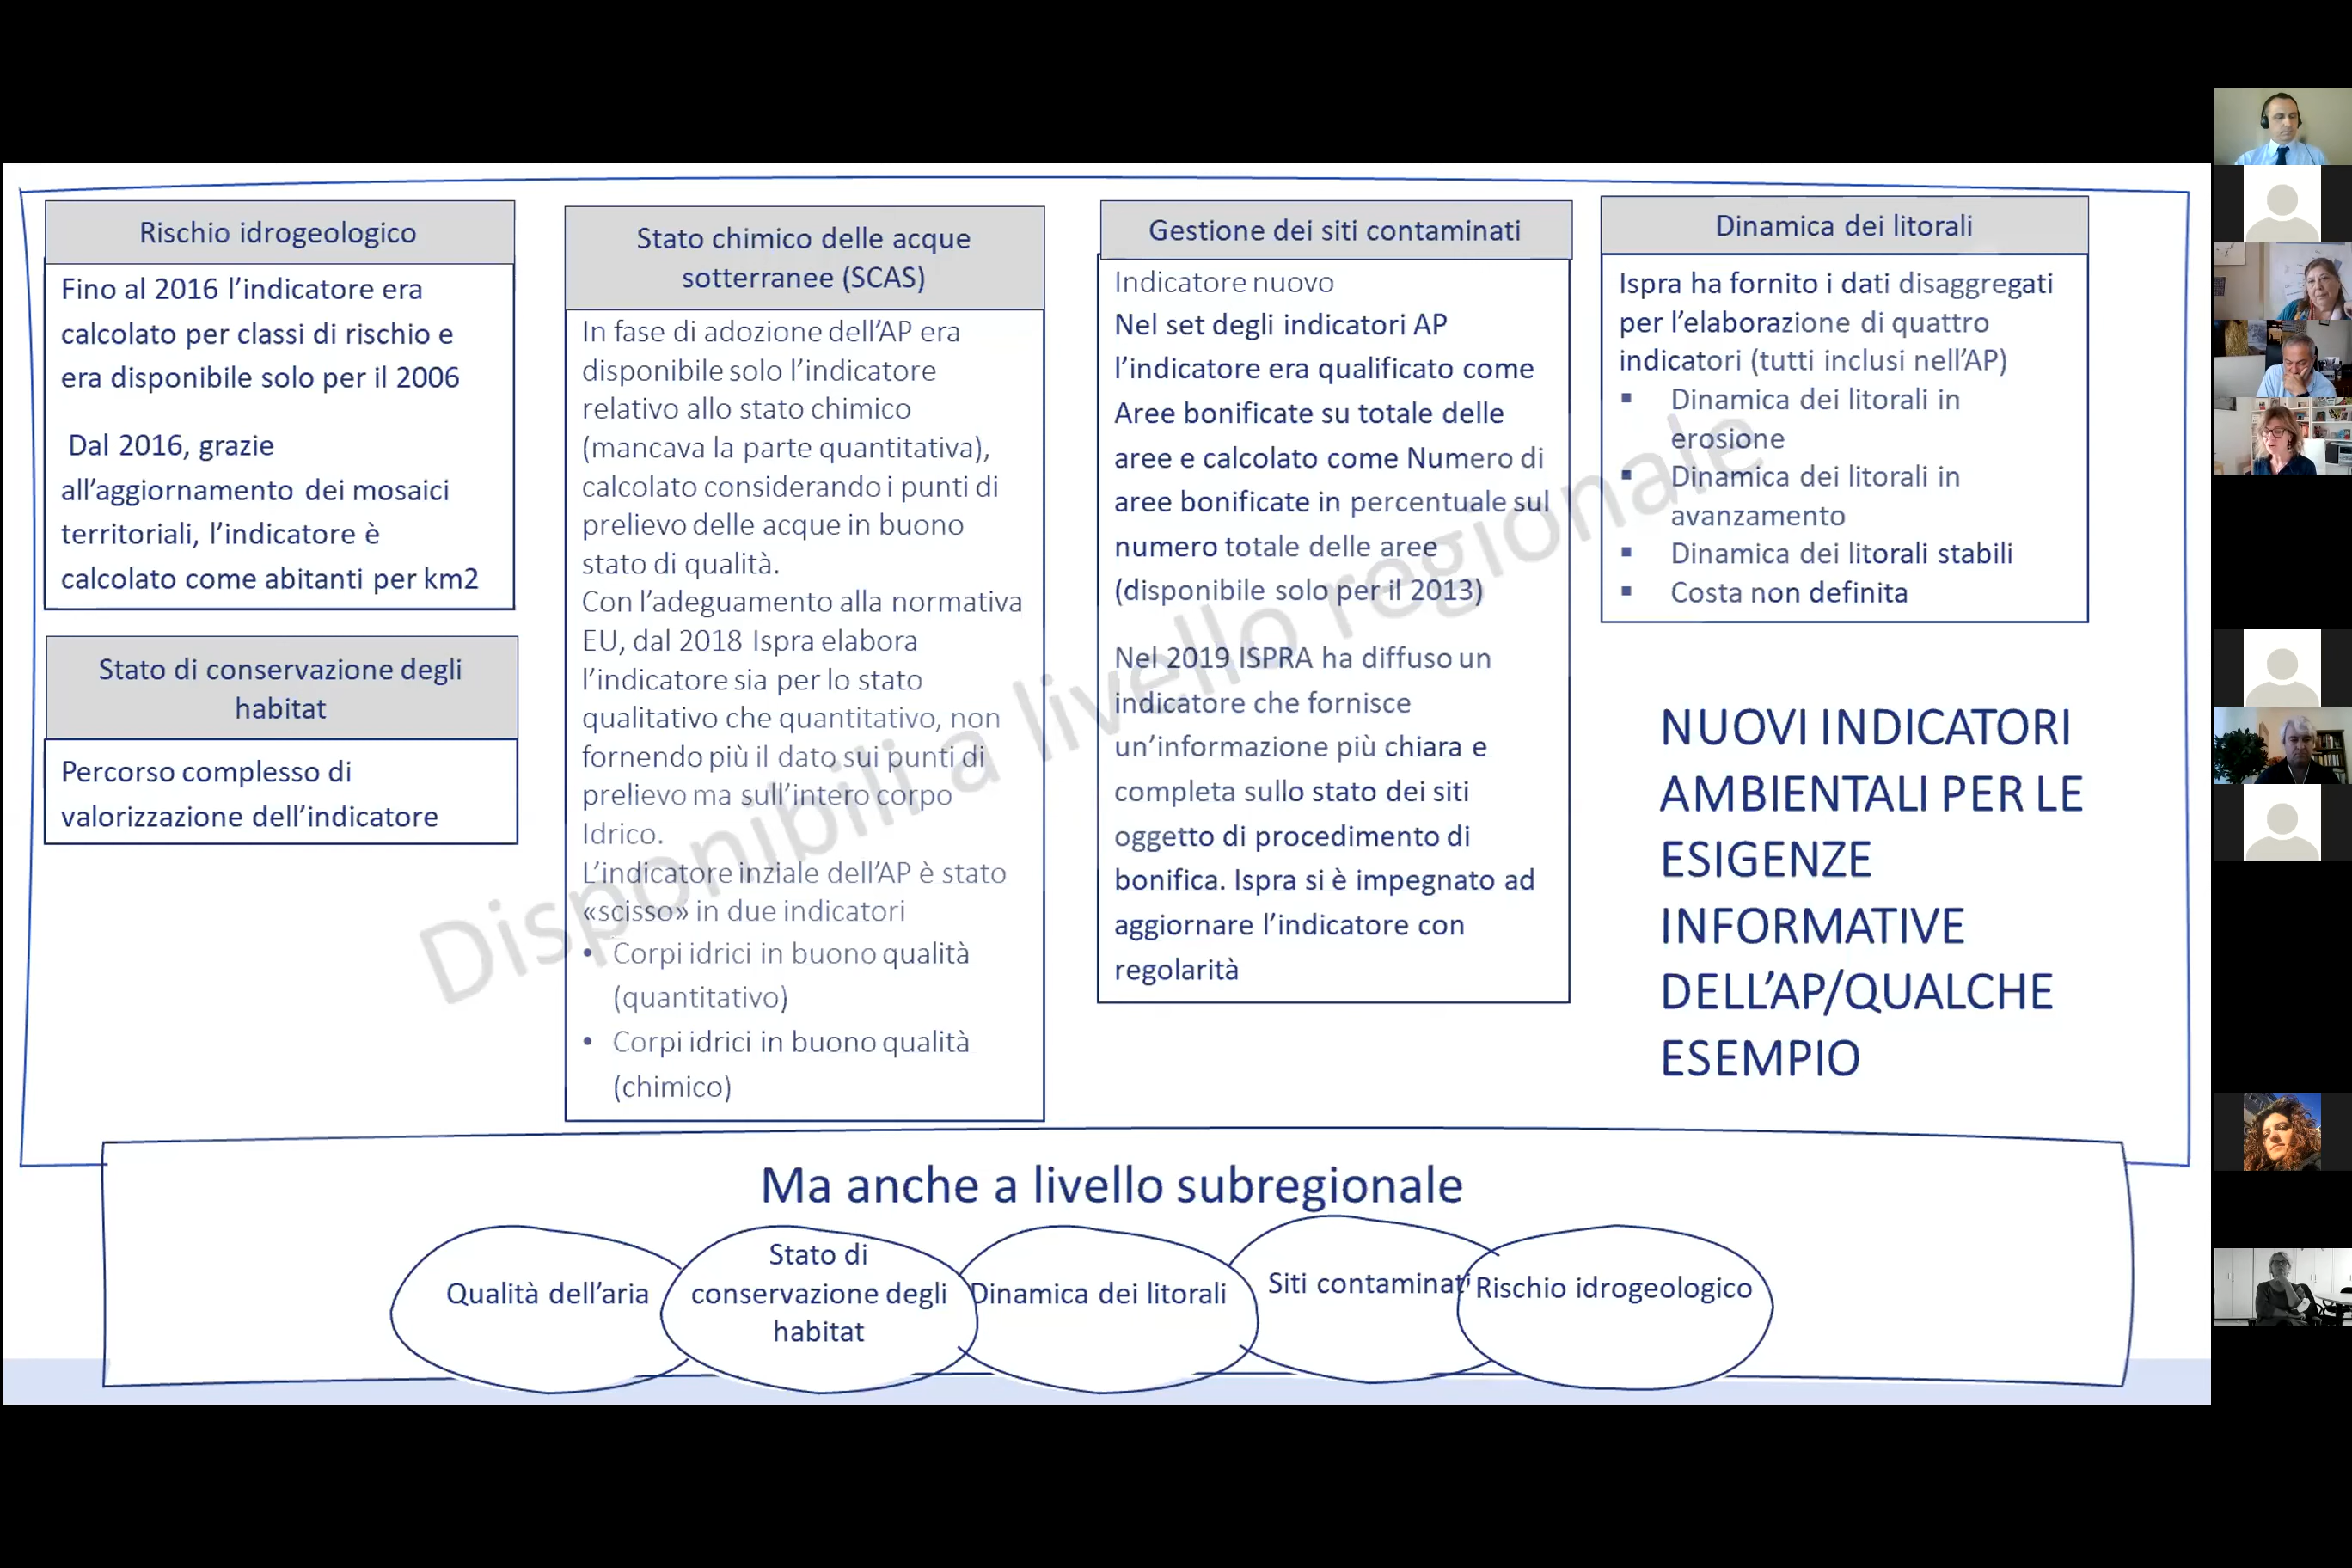 Rischio idrogeologico
Fino al 2016 l’indicatore era
calcolato per classi di rischio e
era disponibile solo per il 2006
Dal 2016, grazie
all’aggiornamento dei mosaici
territoriali, l’indicatore è
calcolato come abitanti per km2
Stato di conservazione degli
habitat
Percorso complesso di
valorizzazione dell’indicatore
Stato chimico delle acque
sotterranee (SCAS)
In fase di adozione dell’AP era
disponibile solo l’indicatore
relativo allo stato chimico
(mancava la parte quantitativa),
calcolato considerando i punti di
prelievo delle acque in buono
stato di qualità.
Con l’adeguamento alla normativa
EU, dal 2018 Ispra elabora
l’indicatore sia per lo stato
qualitativo che quantitativo, non
fornendo più il dato sui punti di
prelievo ma sull’intero corpo
Idrico.
L’indicatore inziale dell’AP è stato
«scisso» in due indicatori
• Corpi idrici in buono qualità
(quantitativo)
• Corpi idrici in buono qualità
(chimico)
Gestione dei siti contaminati
Indicatore nuovo
Nel set degli indicatori AP
l’indicatore era qualificato come
Aree bonificate su totale delle
aree e calcolato come Numero di
aree bonificate in percentuale sul
numero totale delle aree
(disponibile solo per il 2013)
Nel 2019 ISPRA ha diffuso un
indicatore che fornisce
un’informazione più chiara e
completa sullo stato dei siti
oggetto di procedimento di
bonifica. Ispra si è impegnato ad
aggiornare l’indicatore con
regolarità
Dinamica dei litorali
Ispra ha fornito i dati disaggregati
per l’elaborazione di quattro
indicatori (tutti inclusi nell’AP)
▪ Dinamica dei litorali in
erosione
▪ Dinamica dei litorali in
avanzamento
▪ Dinamica dei litorali stabili
▪ Costa non definita
Disponibili a livello regionale
NUOVI INDICATORI
AMBIENTALI PER LE
ESIGENZE
INFORMATIVE
DELL’AP/QUALCHE
ESEMPIO
Ma anche a livello subregionale
Qualità dell’aria
Stato di
conservazione degli
habitat
Dinamica dei litorali
Siti contaminati
Rischio idrogeologico